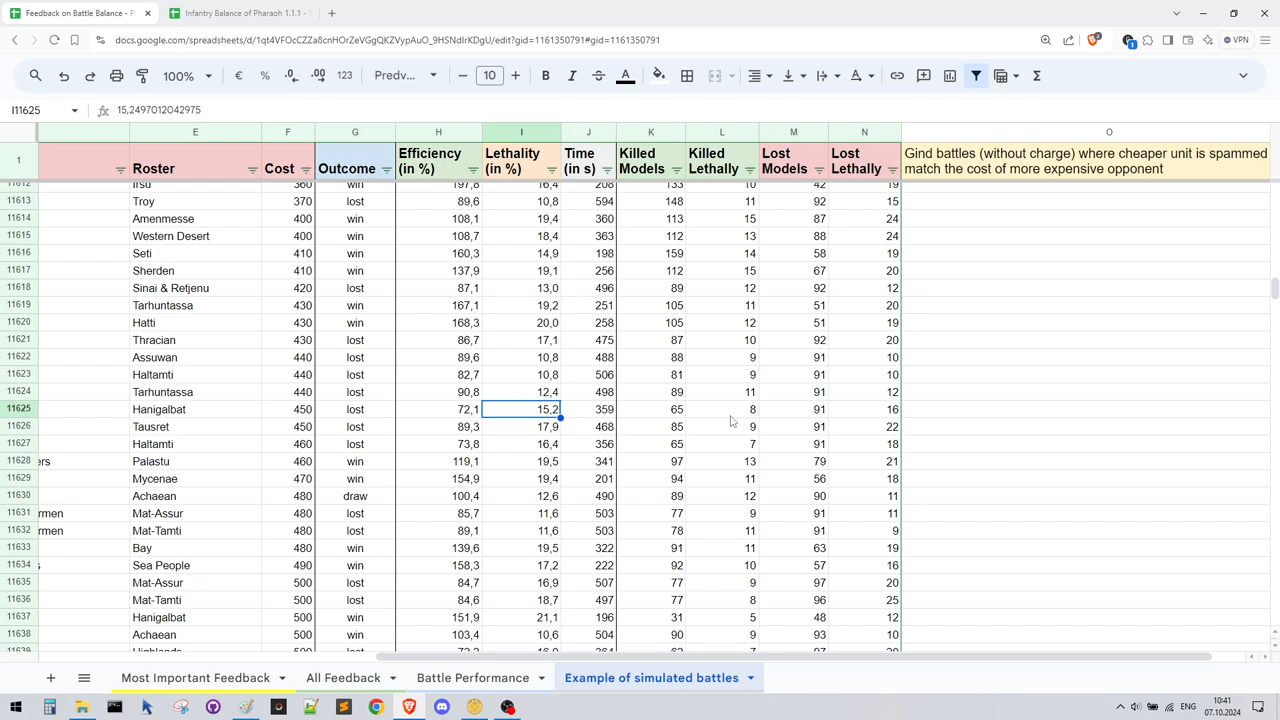 Feedback on Battle Balance - P
Infantry Balance of Pharaoh 1.1.1 -
docs.google.com/spreadsheets/d/1qt4VFOcCZZa8cnHOrZeVGgQKZVypAuO_9HSNdIrKDgU/edit?gid=1161350791#gid=1161350791
VPN
100% € % .0 .00 123 Predv... 10 B I A
I11625 15,2497012042975
E F G H I J K L M N O
1 Roster Cost Outcome Efficiency (in %) Lethality (in %) Time (in s) Killed Models Killed Lethally Lost Models Lost Lethally Gind battles (without charge) where cheaper unit is spammed match the cost of more expensive opponent
11612 Irsu 360 win 197,8 16,4 208 133 10 42 19
11613 Troy 370 lost 89,6 10,8 594 148 11 92 15
11614 Amenmesse 400 win 108,1 19,4 360 113 15 87 24
11615 Western Desert 400 win 108,7 18,4 363 112 13 88 24
11616 Seti 410 win 160,3 14,9 198 159 14 58 19
11617 Sherden 410 win 137,9 19,1 256 112 15 67 20
11618 Sinai & Retjenu 420 lost 87,1 13,0 496 89 12 92 12
11619 Tarhuntassa 430 win 167,1 19,2 251 105 11 51 20
11620 Hatti 430 win 168,3 20,0 258 105 12 51 19
11621 Thracian 430 lost 86,7 17,1 475 87 10 92 20
11622 Assuwan 440 lost 89,6 10,8 488 88 9 91 10
11623 Haltamti 440 lost 82,7 10,8 506 81 9 91 10
11624 Tarhuntassa 440 lost 90,8 12,4 498 89 11 91 12
11625 Hanigalbat 450 lost 72,1 15,2 359 65 8 91 16
11626 Tausret 450 lost 89,3 17,9 468 85 9 91 22
11627 Haltamti 460 lost 73,8 16,4 356 65 7 91 18
11628 ers Palastu 460 win 119,1 19,5 341 97 13 79 21
11629 Mycenae 470 win 154,9 19,4 201 94 11 56 18
11630 Achaean 480 draw 100,4 12,6 490 89 12 90 11
11631 rmen Mat-Assur 480 lost 85,7 11,6 503 77 9 91 11
11632 rmen Mat-Tamti 480 lost 89,1 11,6 503 78 11 91 9
11633 Bay 480 win 139,6 19,5 322 91 11 63 19
11634 s Sea People 490 win 158,3 17,2 222 92 10 57 16
11635 Mat-Assur 500 lost 84,7 16,9 507 77 9 97 20
11636 Mat-Tamti 500 lost 84,6 18,7 497 77 8 96 25
11637 Hanigalbat 500 win 151,9 21,1 196 31 5 48 12
11638 Achaean 500 win 103,4 10,6 504 90 9 93 10
11639 Highlands 500 lost 73,2 16,9 364 62 7 97 20
Most Important Feedback All Feedback Battle Performance Example of simulated battles
ENG 10:41
07.10.2024